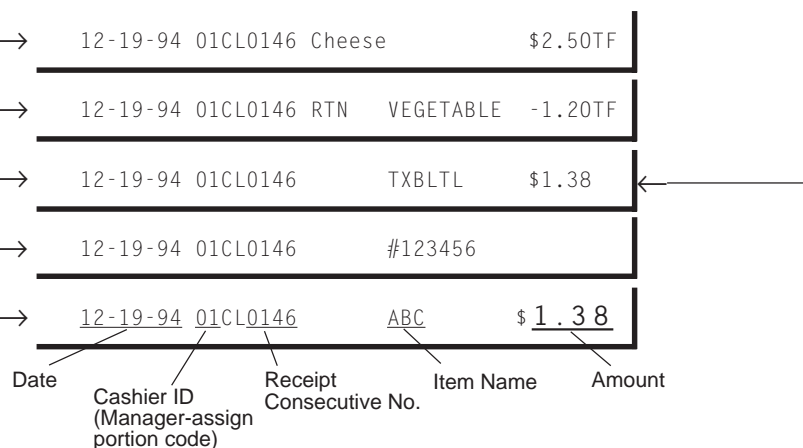 12-19-94 01CL0146 Cheese $2.50TF
12-19-94 01CL0146 RTN VEGETABLE -1.20TF
12-19-94 01CL0146 TXBLTL $1.38
12-19-94 01CL0146 #123456
12-19-94 01CL0146 ABC $1.38
Date
Cashier ID
(Manager-assign
portion code)
Receipt
Consecutive No.
Item Name
Amount